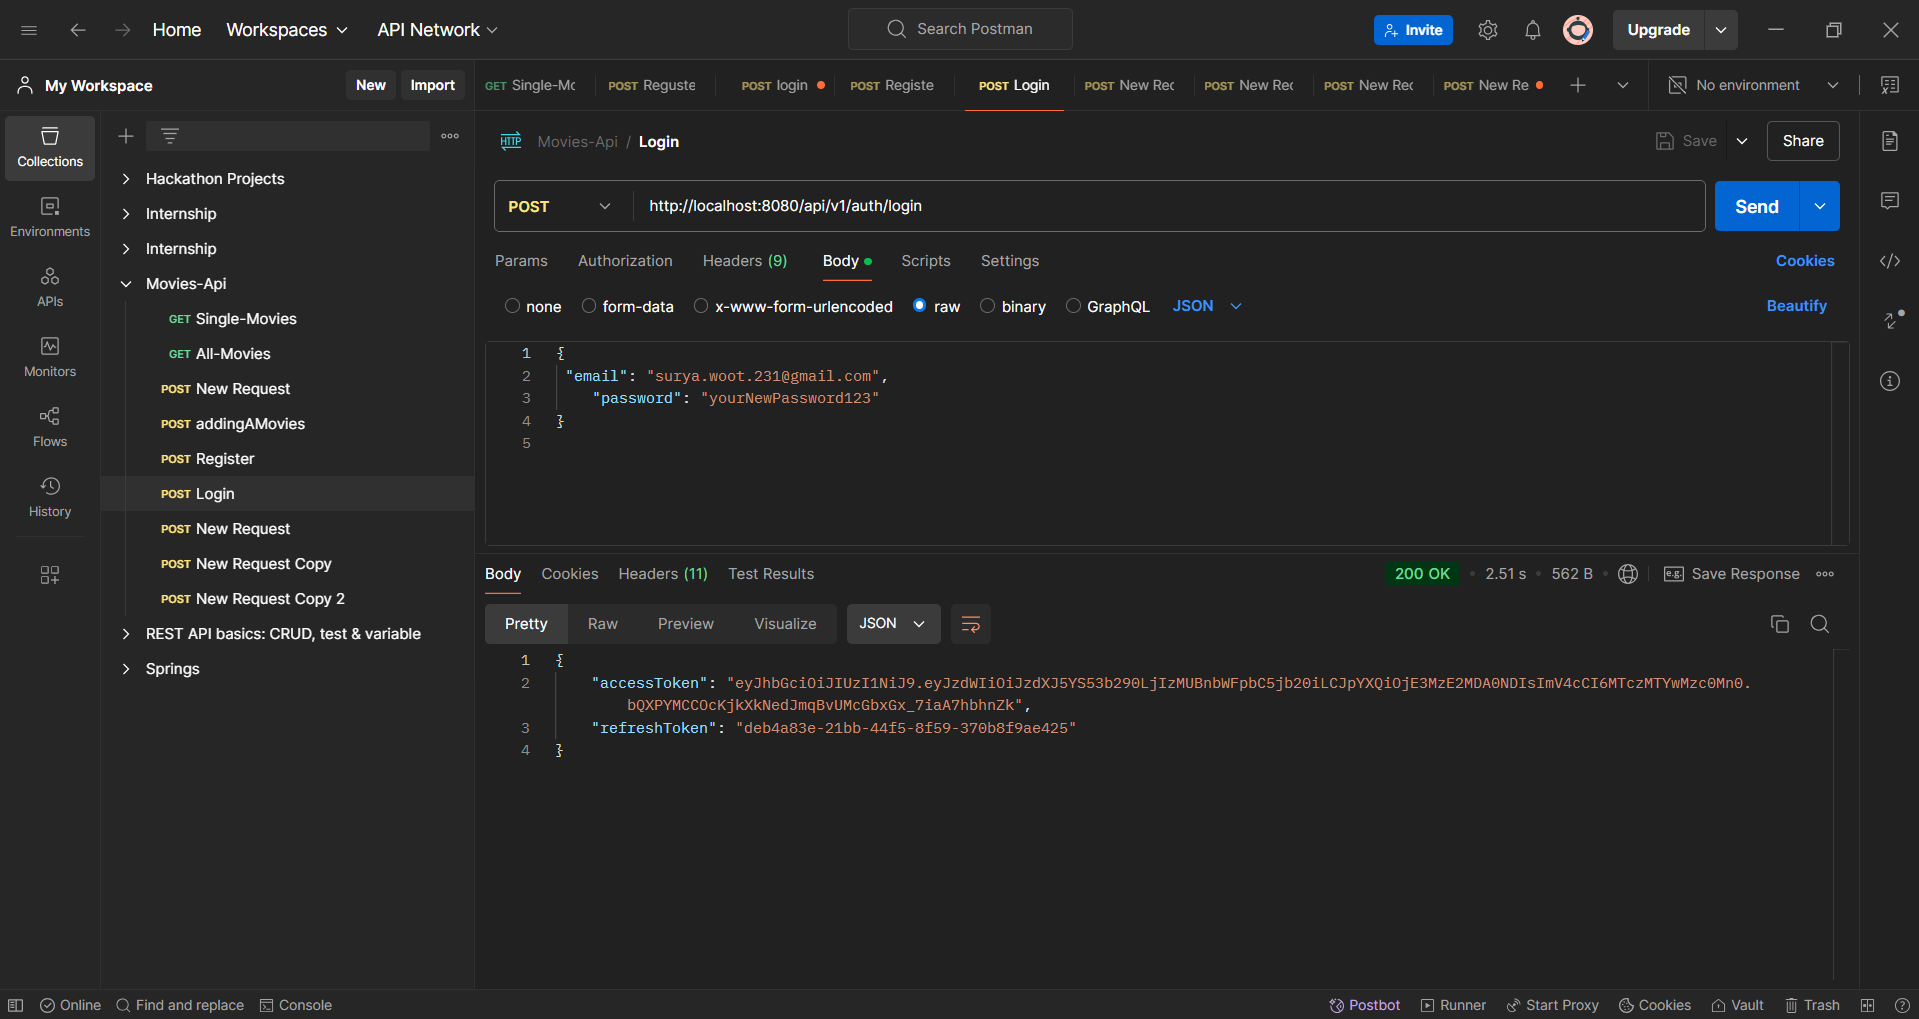 Home
Workspaces
API Network
Search Postman
Invite
Upgrade
My Workspace
New
Import
GET Single-Mc
POST Reguste
POST login
POST Registe
POST Login
POST New Rec
POST New Rec
POST New Rec
POST New Re
No environment
Collections
Environments
APIs
Monitors
Flows
History
Hackathon Projects
Internship
Internship
Movies-Api
GET Single-Movies
GET All-Movies
POST New Request
POST addingAMovies
POST Register
POST Login
POST New Request
POST New Request Copy
POST New Request Copy 2
REST API basics: CRUD, test & variable
Springs
HTTP Movies-Api / Login
Save
Share
POST http://localhost:8080/api/v1/auth/login
Send
Params Authorization Headers (9) Body Scripts Settings
Cookies
none form-data x-www-form-urlencoded raw binary GraphQL JSON
Beautify
1 {
2 "email": "surya.woot.231@gmail.com",
3 "password": "yourNewPassword123"
4 }
5
Body Cookies Headers (11) Test Results
200 OK • 2.51 s • 562 B
e.g. Save Response
Pretty Raw Preview Visualize JSON
1 {
2 "accessToken": "eyJhbGciOiJIUzI1NiJ9.eyJzdWIiOiJzdXJ5YS53b290LjIzMUBnbWFpbC5jb20iLCJpYXQiOjE3MzE2MDA0NDIsImV4cCI6MTczMTYwMzc0Mn0.
bQXPYMCCOcKjkXkNedJmqBvUMcGbxGx_7iaA7hbhnZk",
3 "refreshToken": "deb4a83e-21bb-44f5-8f59-370b8f9ae425"
4 }
Online
Find and replace
Console
Postbot
Runner
Start Proxy
Cookies
Vault
Trash